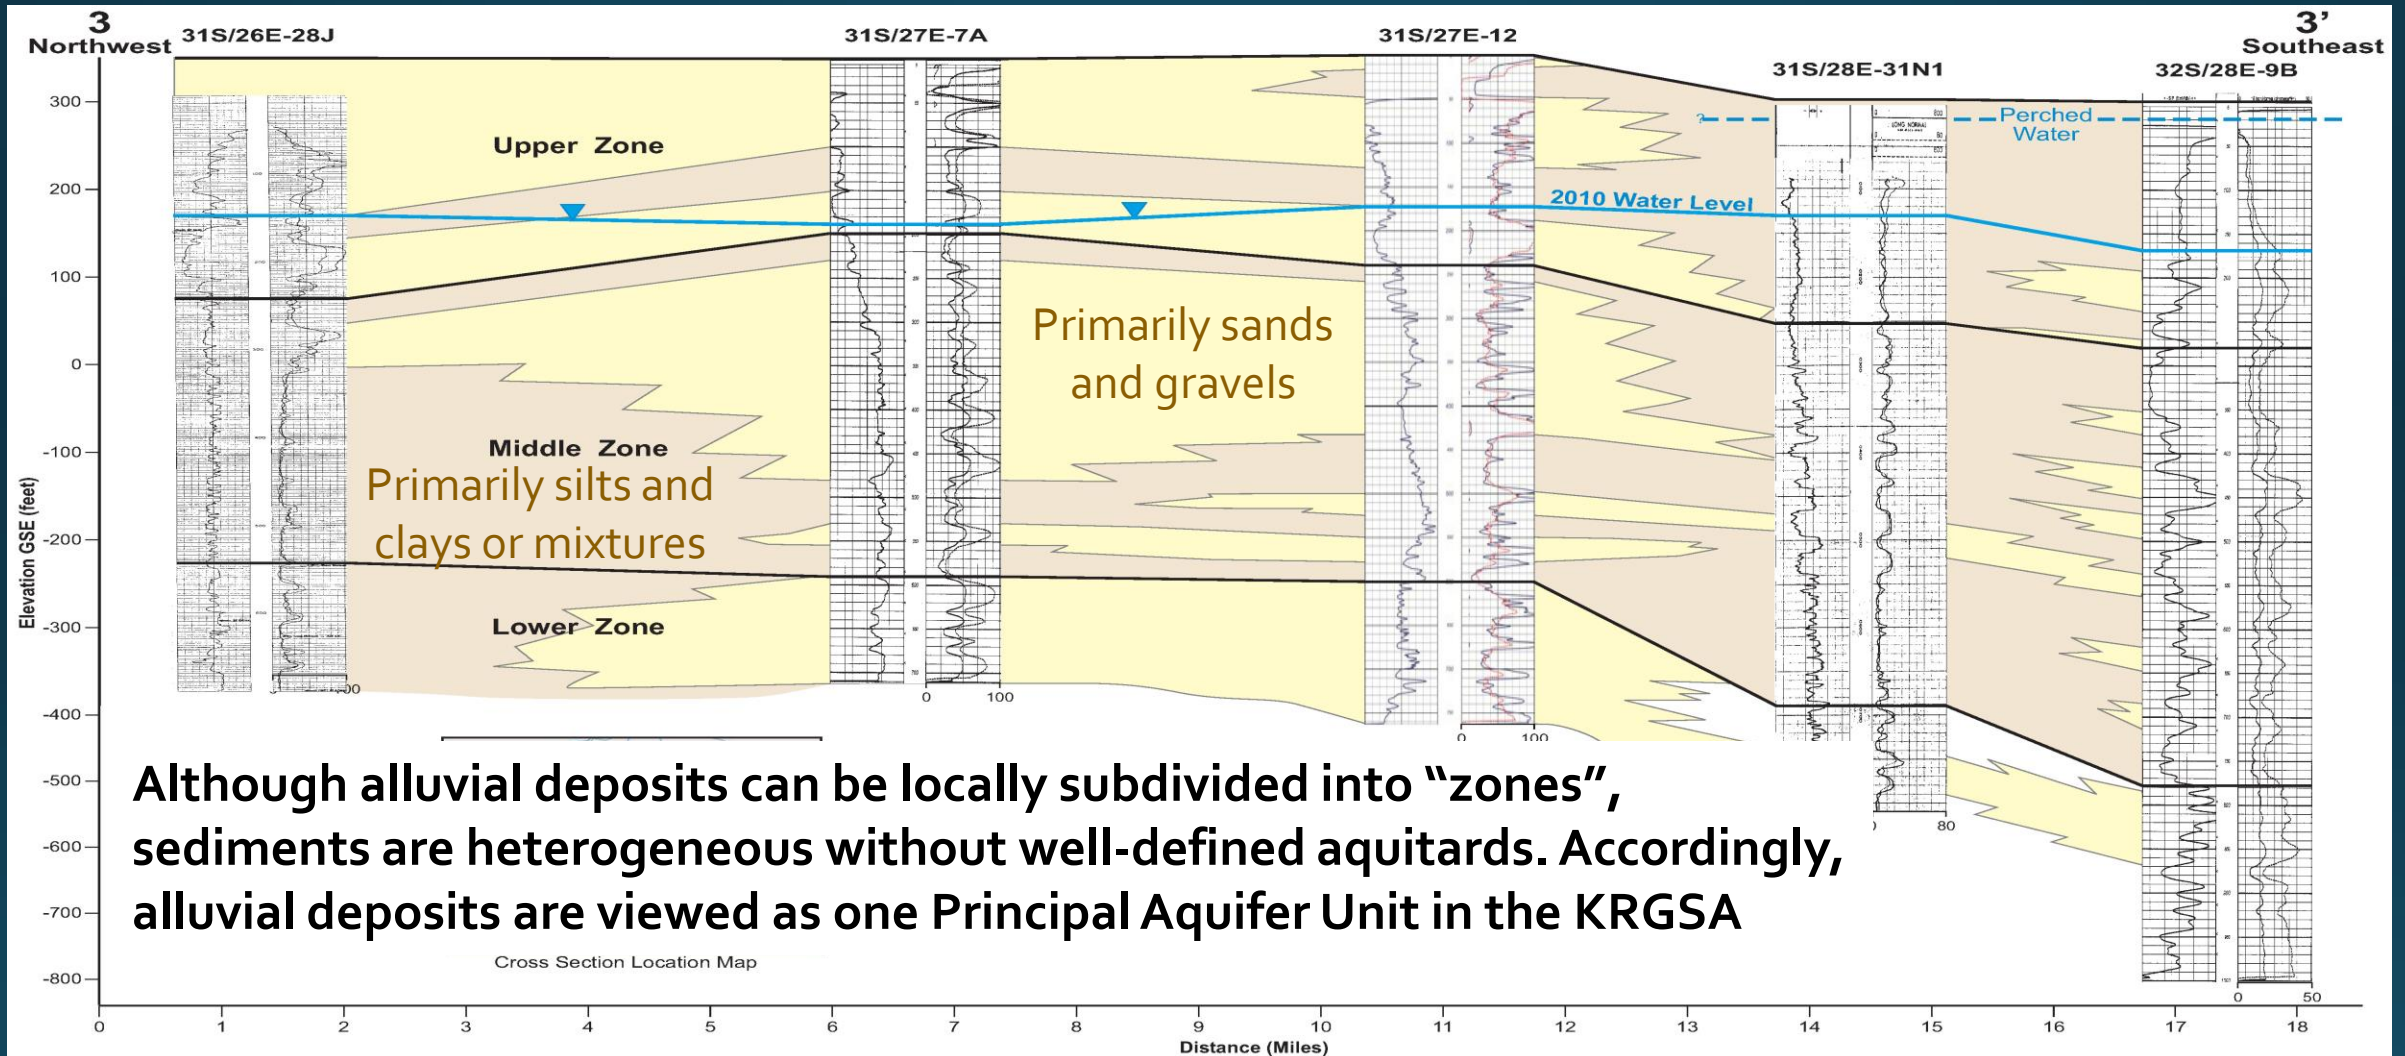 3
Northwest
31S/26E-28J
31S/27E-7A
31S/27E-12
31S/28E-31N1
3’
Southeast
32S/28E-9B
300
200
100
0
-100
-200
-300
-400
-500
-600
-700
-800
Elevation GSE (feet)
Upper Zone
?
Perched
Water
LONG NORMAL
2010 Water Level
Primarily sands
and gravels
Middle Zone
Primarily silts and
clays or mixtures
Lower Zone
0 100
0 100
80
0 50
Although alluvial deposits can be locally subdivided into “zones”,
sediments are heterogeneous without well-defined aquitards. Accordingly,
alluvial deposits are viewed as one Principal Aquifer Unit in the KRGSA
Cross Section Location Map
0 1 2 3 4 5 6 7 8 9 10 11 12 13 14 15 16 17 18
Distance (Miles)